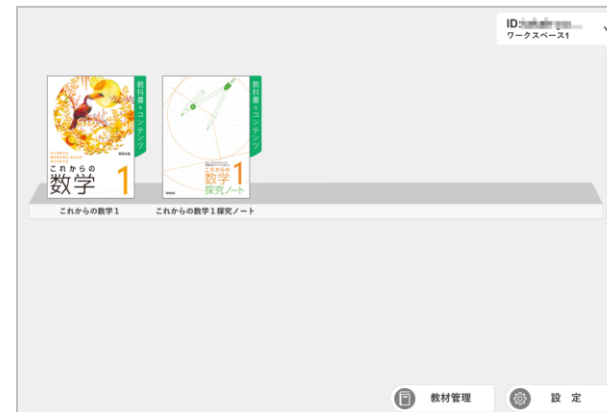 ID:
ワークスペース1
教科書+コンテンツ
これからの
数学 1
教科書+コンテンツ
これからの
数学1
探究ノート
これからの数学1
これからの数学1探究ノート
教材管理
設 定